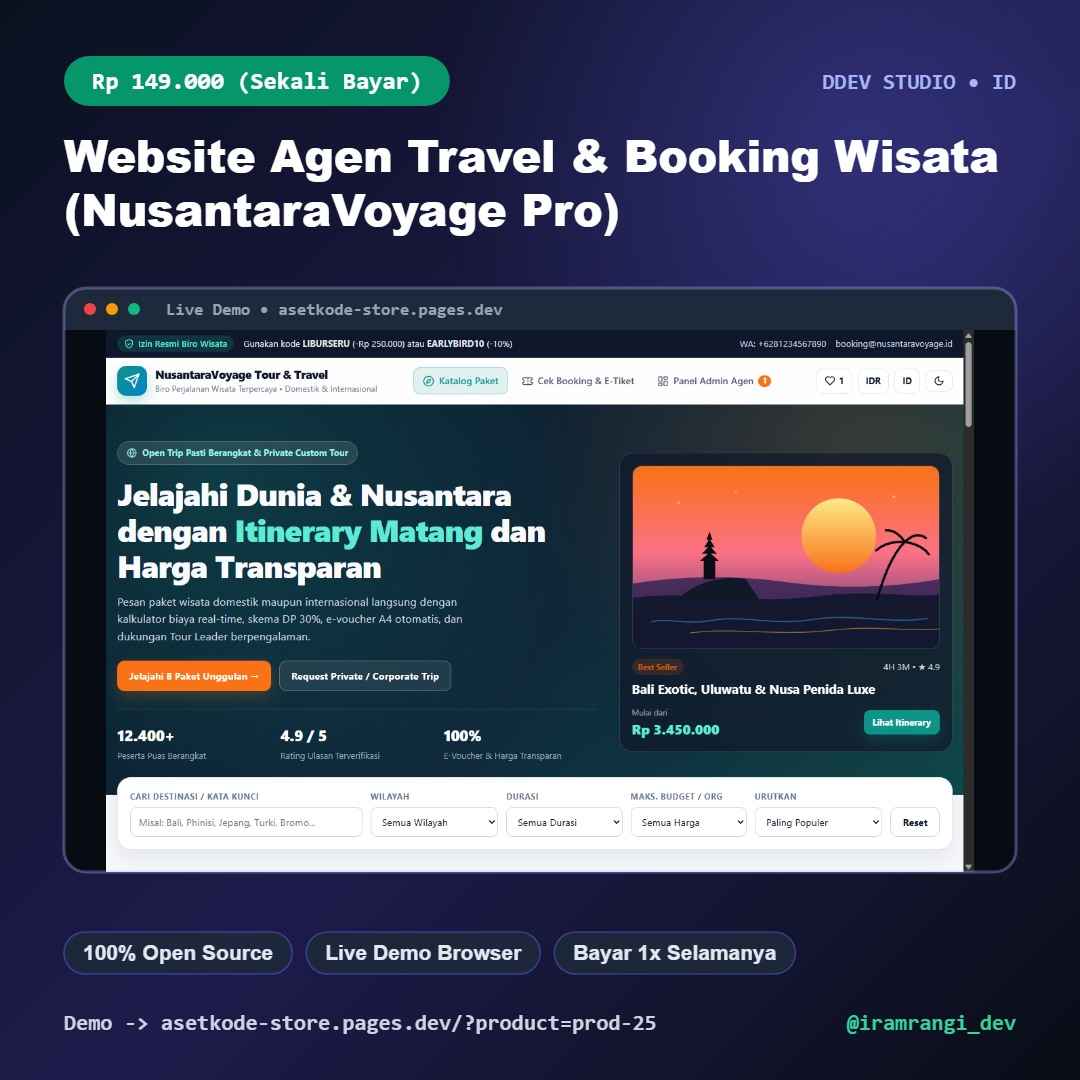 Rp 149.000 (Sekali Bayar)
DDEV STUDIO • ID
Website Agen Travel & Booking Wisata
(NusantaraVoyage Pro)
Live Demo • asetkode-store.pages.dev
Izin Resmi Biro Wisata
Gunakan kode LIBURSERU (-Rp 250.000) atau EARLYBIRD10 (-10%)
WA: +6281234567890
booking@nusantaravoyage.id
NusantaraVoyage Tour & Travel
Biro Perjalanan Wisata Terpercaya • Domestik & Internasional
Katalog Paket
Cek Booking & E-Tiket
Panel Admin Agen
!
1
IDR
ID
Open Trip Pasti Berangkat & Private Custom Tour
Jelajahi Dunia & Nusantara
dengan Itinerary Matang dan
Harga Transparan
Pesan paket wisata domestik maupun internasional langsung dengan
kalkulator biaya real-time, skema DP 30%, e-voucher A4 otomatis, dan
dukungan Tour Leader berpengalaman.
Jelajahi 8 Paket Unggulan →
Request Private / Corporate Trip
12.400+
Peserta Puas Berangkat
4.9 / 5
Rating Ulasan Terverifikasi
100%
E-Voucher & Harga Transparan
Best Seller
4H 3M • ★ 4.9
Bali Exotic, Uluwatu & Nusa Penida Luxe
Mulai dari
Rp 3.450.000
Lihat Itinerary
CARI DESTINASI / KATA KUNCI
Misal: Bali, Phinisi, Jepang, Turki, Bromo...
WILAYAH
Semua Wilayah
DURASI
Semua Durasi
MAKS. BUDGET / ORG
Semua Harga
URUTKAN
Paling Populer
Reset
100% Open Source
Live Demo Browser
Bayar 1x Selamanya
Demo -> asetkode-store.pages.dev/?product=prod-25
@iramrangi_dev